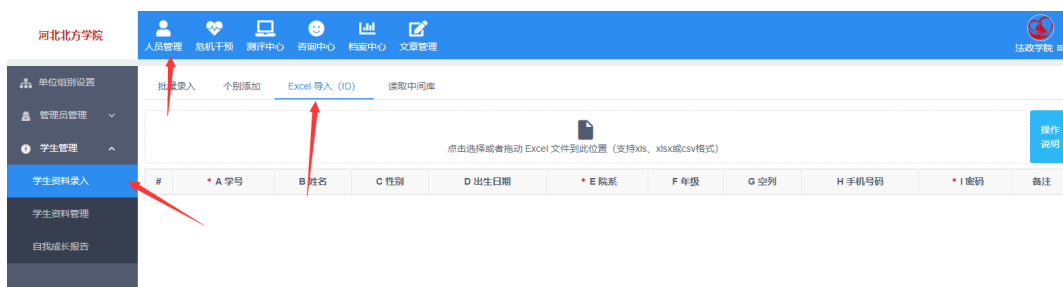 河北北方学院
人员管理 危机干预 测评中心 咨询中心 档案中心 文章管理
法政学院
单位组别设置
批量录入 个别添加 Excel 导入（ID） 读取中间库
管理员管理
学生管理
点击选择或者拖动 Excel 文件到此位置（支持xls、xlsx或csv格式）
操作
说明
学生资料录入
# * A 学号 B 姓名 C 性别 D 出生日期 * E 院系 F 年级 G 空列 H 手机号码 * I 密码 备注
学生资料管理
自我成长报告